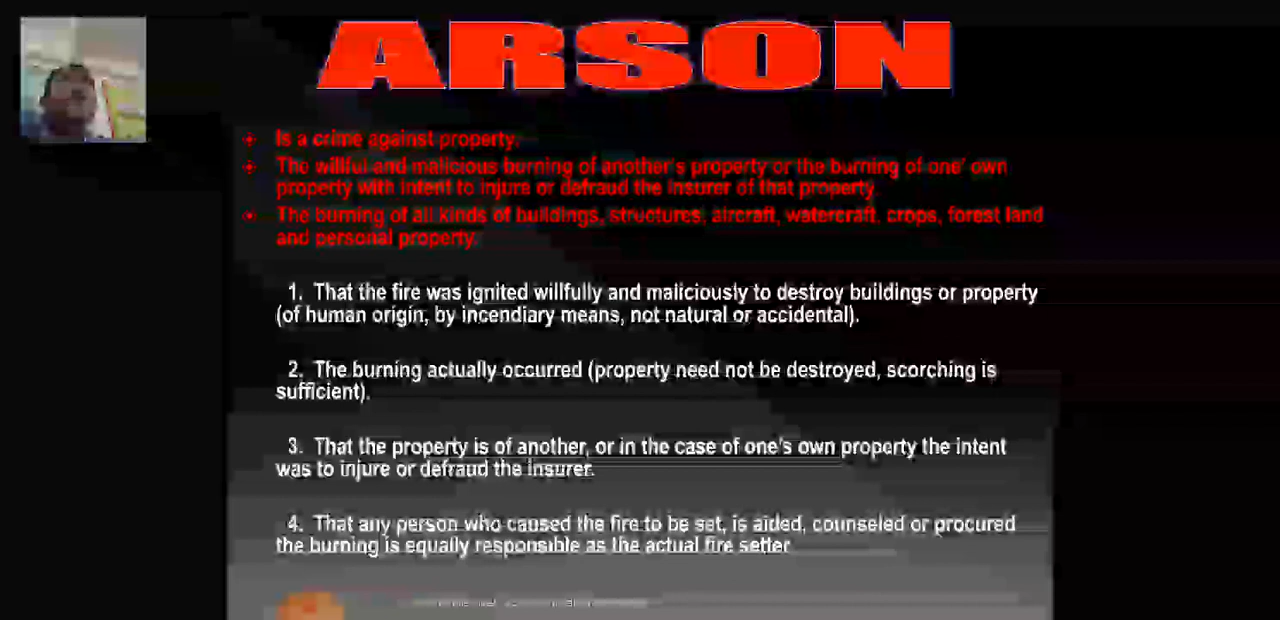 ARSON
Is a crime against property.
The willful and malicious burning of another's property or the burning of one' own
property with intent to injure or defraud the insurer of that property.
The burning of all kinds of buildings, structures, aircraft, watercraft, crops, forest land
and personal property.
1. That the fire was ignited willfully and maliciously to destroy buildings or property
(of human origin, by incendiary means, not natural or accidental).
2. The burning actually occurred (property need not be destroyed, scorching is
sufficient).
3. That the property is of another, or in the case of one's own property the intent
was to injure or defraud the insurer.
4. That any person who caused the fire to be set, is aided, counseled or procured
the burning is equally responsible as the actual fire setter